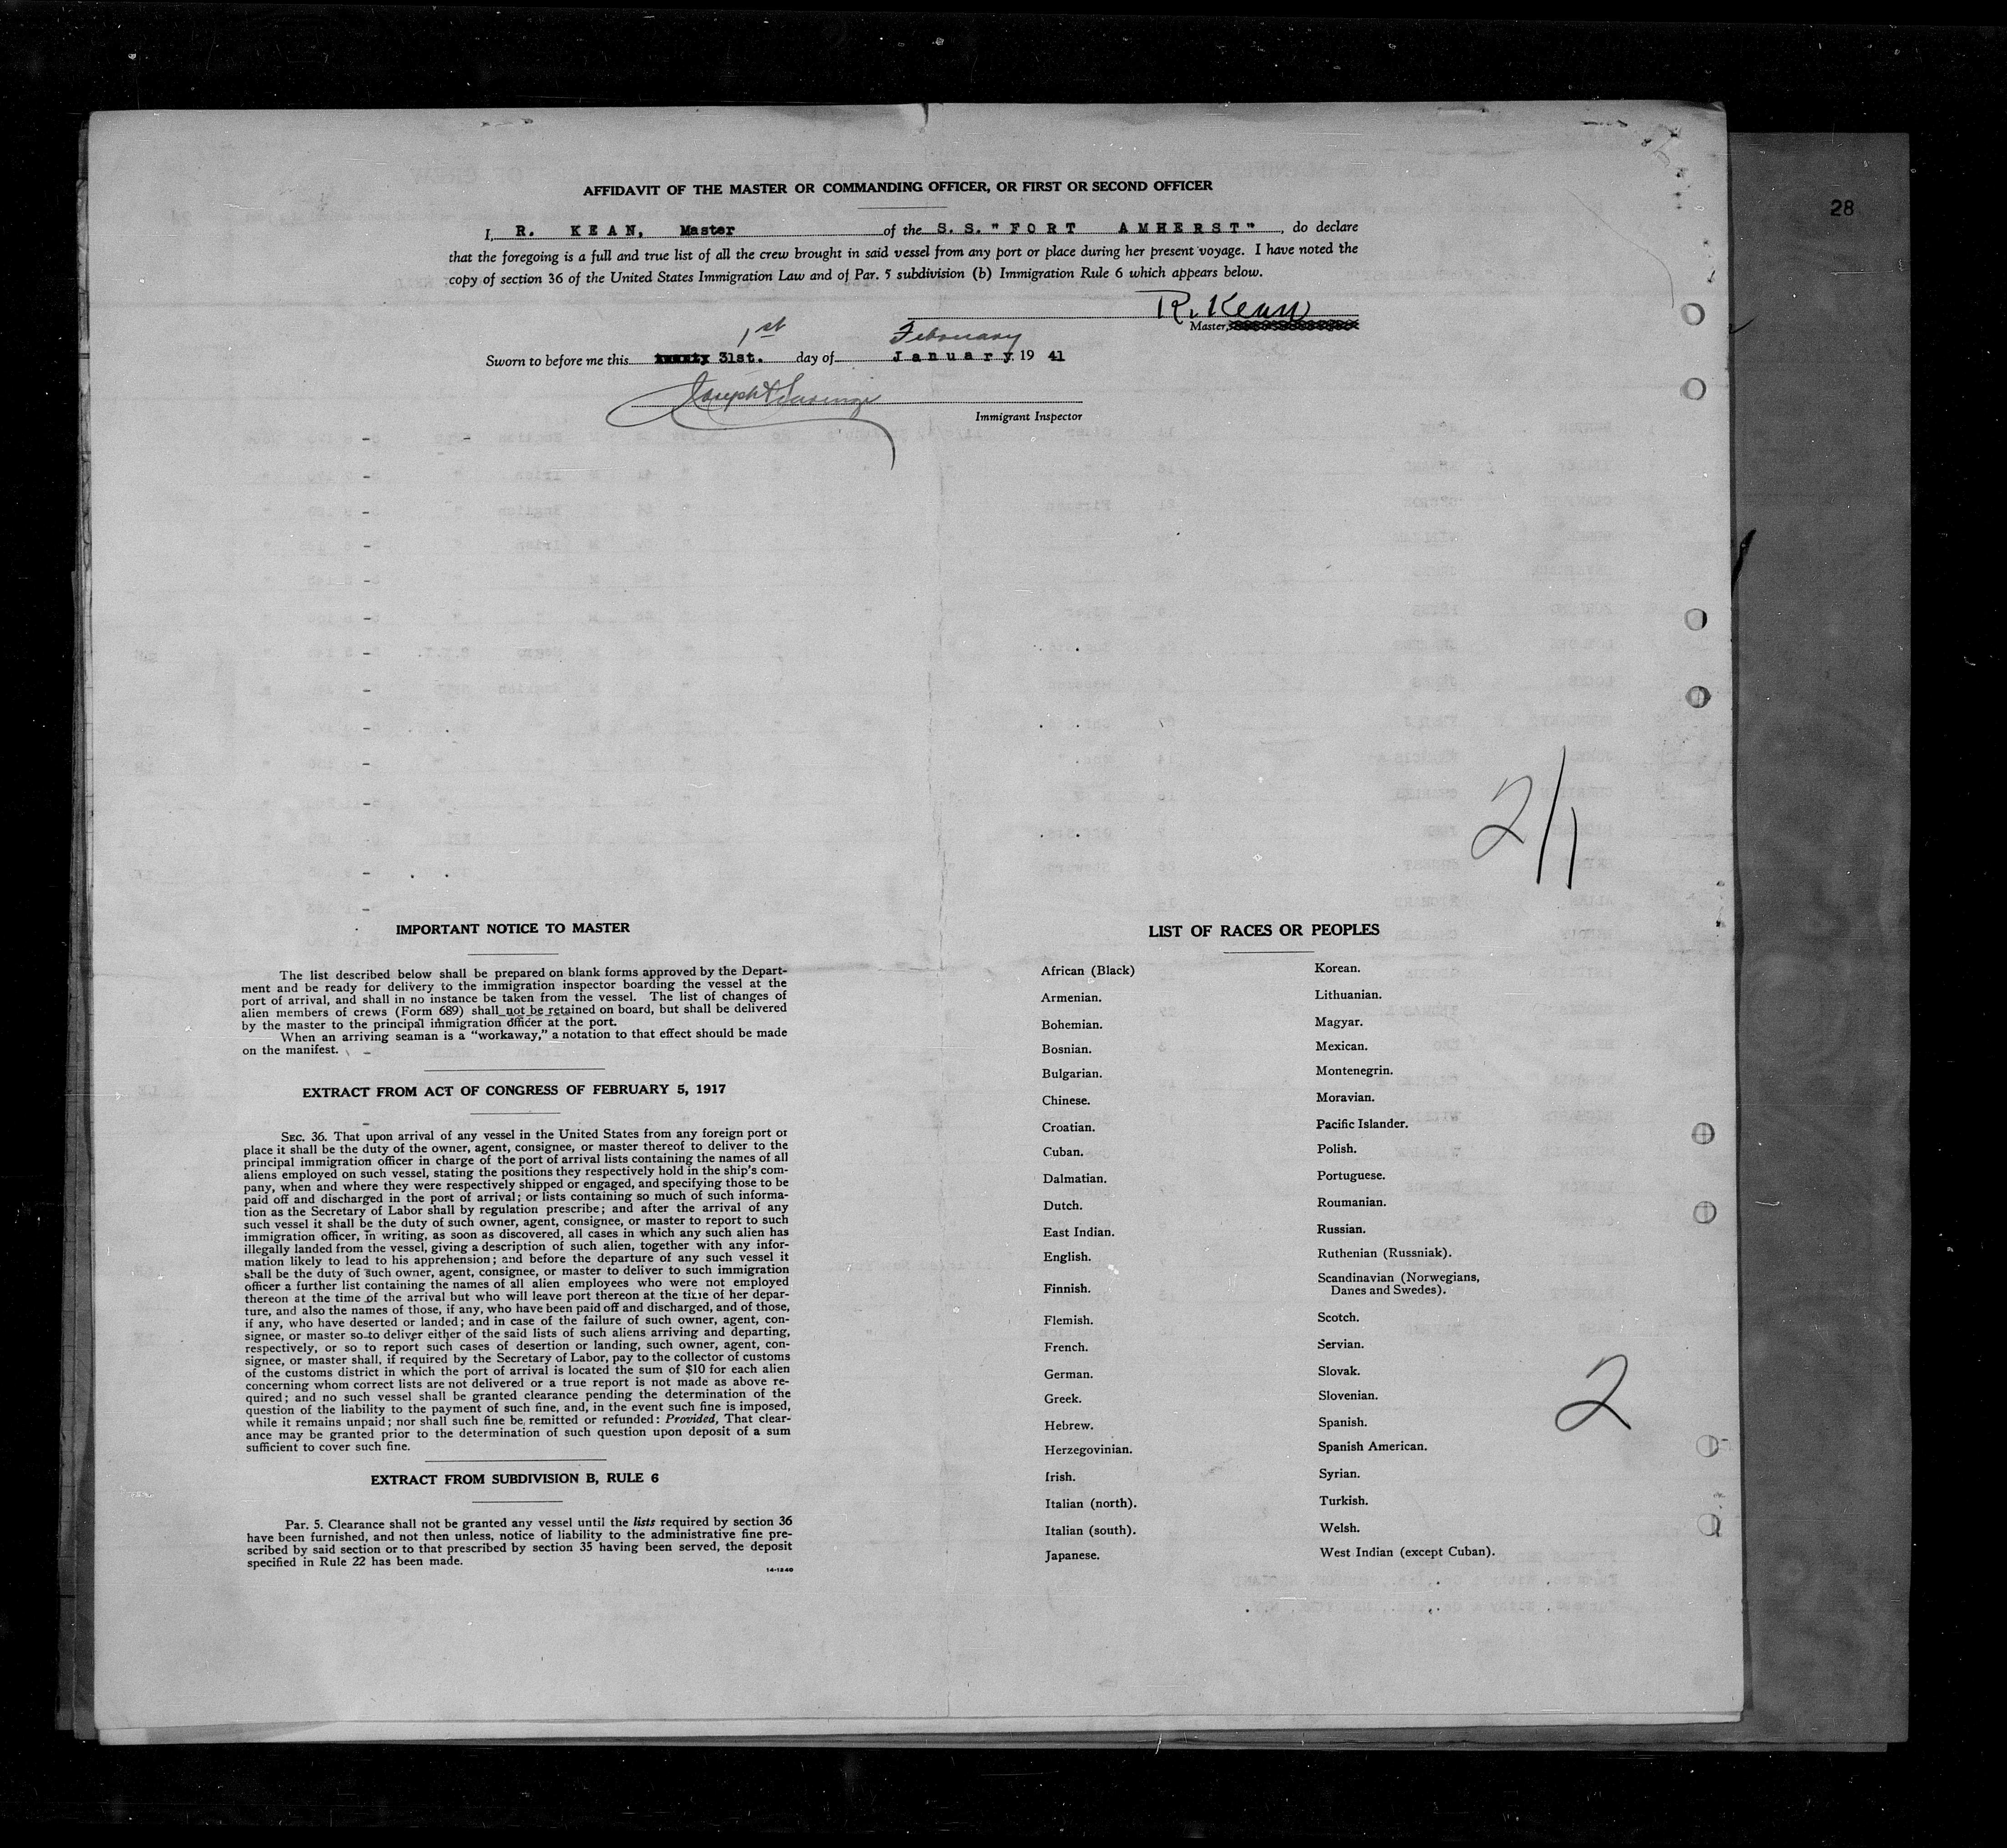 28
AFFIDAVIT OF THE MASTER OR COMMANDING OFFICER, OR FIRST OR SECOND OFFICER
I, R. KEAN, Master of the S. S. "FORT AMHERST", do declare
that the foregoing is a full and true list of all the crew brought in said vessel from any port or place during her present voyage. I have noted the
copy of section 36 of the United States Immigration Law and of Par. 5 subdivision (b) Immigration Rule 6 which appears below.
R. Kean
Master,
1st February
Sworn to before me this 31st. day of January, 19 41
Joseph
Immigrant Inspector
2/1
IMPORTANT NOTICE TO MASTER
The list described below shall be prepared on blank forms approved by the Depart-
ment and be ready for delivery to the immigration inspector boarding the vessel at the
port of arrival, and shall in no instance be taken from the vessel. The list of changes of
alien members of crews (Form 689) shall not be retained on board, but shall be delivered
by the master to the principal immigration officer at the port.
When an arriving seaman is a "workaway," a notation to that effect should be made
on the manifest.
EXTRACT FROM ACT OF CONGRESS OF FEBRUARY 5, 1917
SEC. 36. That upon arrival of any vessel in the United States from any foreign port or
place it shall be the duty of the owner, agent, consignee, or master thereof to deliver to the
principal immigration officer in charge of the port of arrival lists containing the names of all
aliens employed on such vessel, stating the positions they respectively hold in the ship's com-
pany, when and where they were respectively shipped or engaged, and specifying those to be
paid off and discharged in the port of arrival; or lists containing so much of such informa-
tion as the Secretary of Labor shall by regulation prescribe; and after the arrival of any
such vessel it shall be the duty of such owner, agent, consignee, or master to report to such
immigration officer, in writing, as soon as discovered, all cases in which any such alien has
illegally landed from the vessel, giving a description of such alien, together with any infor-
mation likely to lead to his apprehension; and before the departure of any such vessel it
shall be the duty of such owner, agent, consignee, or master to deliver to such immigration
officer a further list containing the names of all alien employees who were not employed
thereon at the time of the arrival but who will leave port thereon at the time of her depar-
ture, and also the names of those, if any, who have been paid off and discharged, and of those,
if any, who have deserted or landed; and in case of the failure of such owner, agent, con-
signee, or master so to deliver either of the said lists of such aliens arriving and departing,
respectively, or so to report such cases of desertion or landing, such owner, agent, con-
signee, or master shall, if required by the Secretary of Labor, pay to the collector of customs
of the customs district in which the port of arrival is located the sum of $10 for each alien
concerning whom correct lists are not delivered or a true report is not made as above re-
quired; and no such vessel shall be granted clearance pending the determination of the
question of the liability to the payment of such fine, and, in the event such fine is imposed,
while it remains unpaid; nor shall such fine be remitted or refunded: Provided, That clear-
ance may be granted prior to the determination of such question upon deposit of a sum
sufficient to cover such fine.
EXTRACT FROM SUBDIVISION B, RULE 6
Par. 5. Clearance shall not be granted any vessel until the lists required by section 36
have been furnished, and not then unless, notice of liability to the administrative fine pre-
scribed by said section or to that prescribed by section 35 having been served, the deposit
specified in Rule 22 has been made.
14-1240
LIST OF RACES OR PEOPLES
African (Black)
Armenian.
Bohemian.
Bosnian.
Bulgarian.
Chinese.
Croatian.
Cuban.
Dalmatian.
Dutch.
East Indian.
English.
Finnish.
Flemish.
French.
German.
Greek.
Hebrew.
Herzegovinian.
Irish.
Italian (north).
Italian (south).
Japanese.
Korean.
Lithuanian.
Magyar.
Mexican.
Montenegrin.
Moravian.
Pacific Islander.
Polish.
Portuguese.
Roumanian.
Russian.
Ruthenian (Russniak).
Scandinavian (Norwegians,
Danes and Swedes).
Scotch.
Servian.
Slovak.
Slovenian.
Spanish.
Spanish American.
Syrian.
Turkish.
Welsh.
West Indian (except Cuban).
2